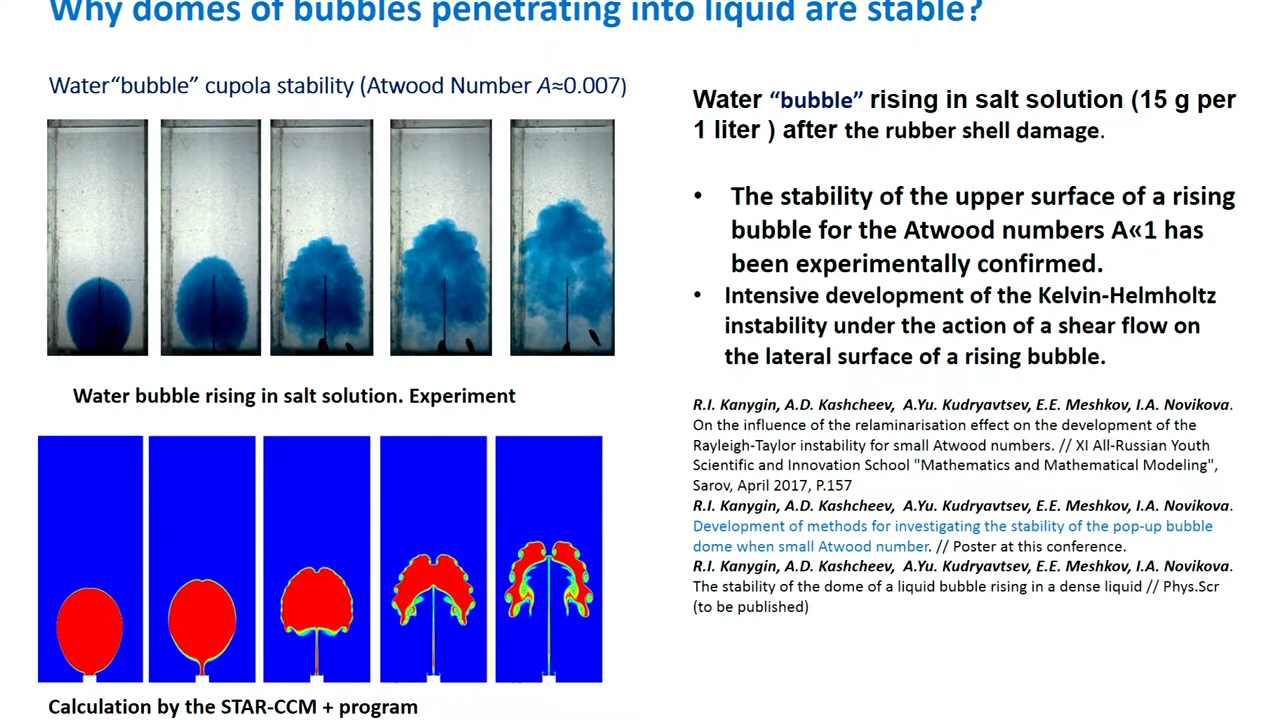 Why domes of bubbles penetrating into liquid are stable?
Water“bubble” cupola stability (Atwood Number A≈0.007)
Water bubble rising in salt solution. Experiment
Calculation by the STAR-CCM + program
Water “bubble” rising in salt solution (15 g per
1 liter ) after the rubber shell damage.
• The stability of the upper surface of a rising
bubble for the Atwood numbers A«1 has
been experimentally confirmed.
• Intensive development of the Kelvin-Helmholtz
instability under the action of a shear flow on
the lateral surface of a rising bubble.
R.I. Kanygin, A.D. Kashcheev, A.Yu. Kudryavtsev, E.E. Meshkov, I.A. Novikova.
On the influence of the relaminarisation effect on the development of the
Rayleigh-Taylor instability for small Atwood numbers. // XI All-Russian Youth
Scientific and Innovation School "Mathematics and Mathematical Modeling",
Sarov, April 2017, P.157
R.I. Kanygin, A.D. Kashcheev, A.Yu. Kudryavtsev, E.E. Meshkov, I.A. Novikova.
Development of methods for investigating the stability of the pop-up bubble
dome when small Atwood number. // Poster at this conference.
R.I. Kanygin, A.D. Kashcheev, A.Yu. Kudryavtsev, E.E. Meshkov, I.A. Novikova.
The stability of the dome of a liquid bubble rising in a dense liquid // Phys.Scr
(to be published)